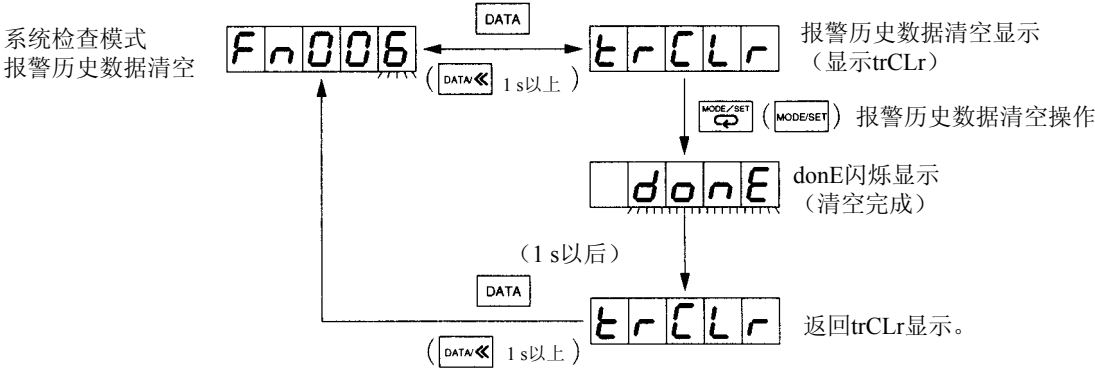 DATA
系统检查模式
报警历史数据清空
Fn006
trCLr
报警历史数据清空显示
（显示trCLr）
( DATA/≪ 1 s以上 )
MODE/SET ( MODE/SET ) 报警历史数据清空操作
donE
donE闪烁显示
（清空完成）
（1 s以后）
DATA
trCLr
返回trCLr显示。
( DATA/≪ 1 s以上 )